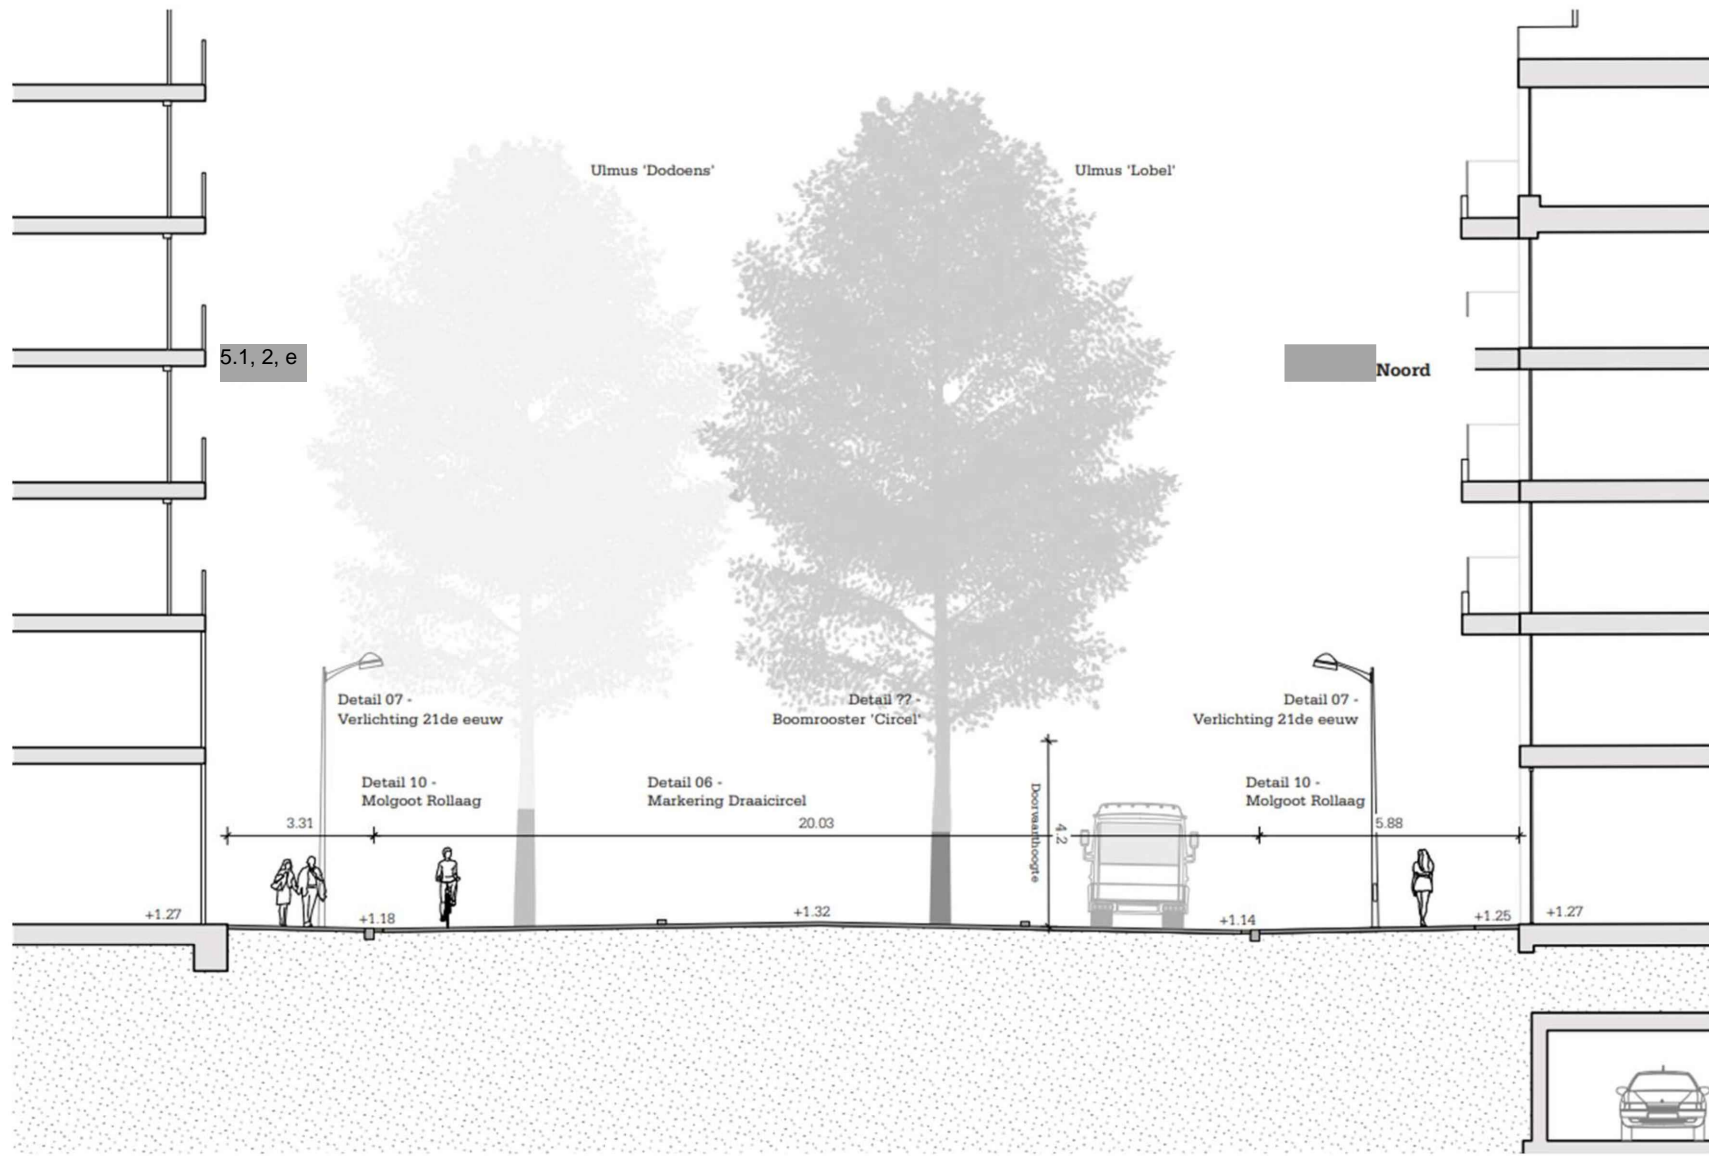 Ulmus 'Dodoens'
Ulmus 'Lobel'
5.1, 2, e
Noord
Detail 07 -
Verlichting 21de eeuw
Detail ?? -
Boomrooster 'Circel'
Detail 07 -
Verlichting 21de eeuw
Detail 10 -
Molgoot Rollaag
Detail 06 -
Markering Draaicircel
Doorvaarthoogte
4.2
Detail 10 -
Molgoot Rollaag
3.31
20.03
5.88
+1.27
+1.18
+1.32
+1.14
+1.25
+1.27